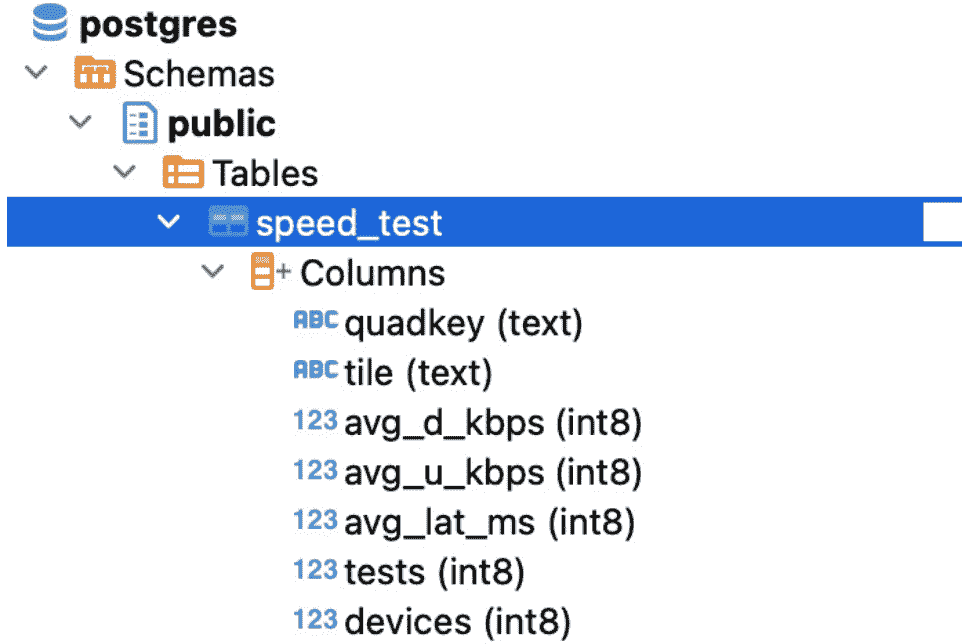 postgres
Schemas
public
Tables
speed_test
Columns
ABC quadkey (text)
ABC tile (text)
123 avg_d_kbps (int8)
123 avg_u_kbps (int8)
123 avg_lat_ms (int8)
123 tests (int8)
123 devices (int8)